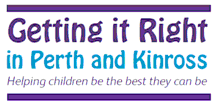 Getting it Right
in Perth and Kinross
Helping children be the best they can be